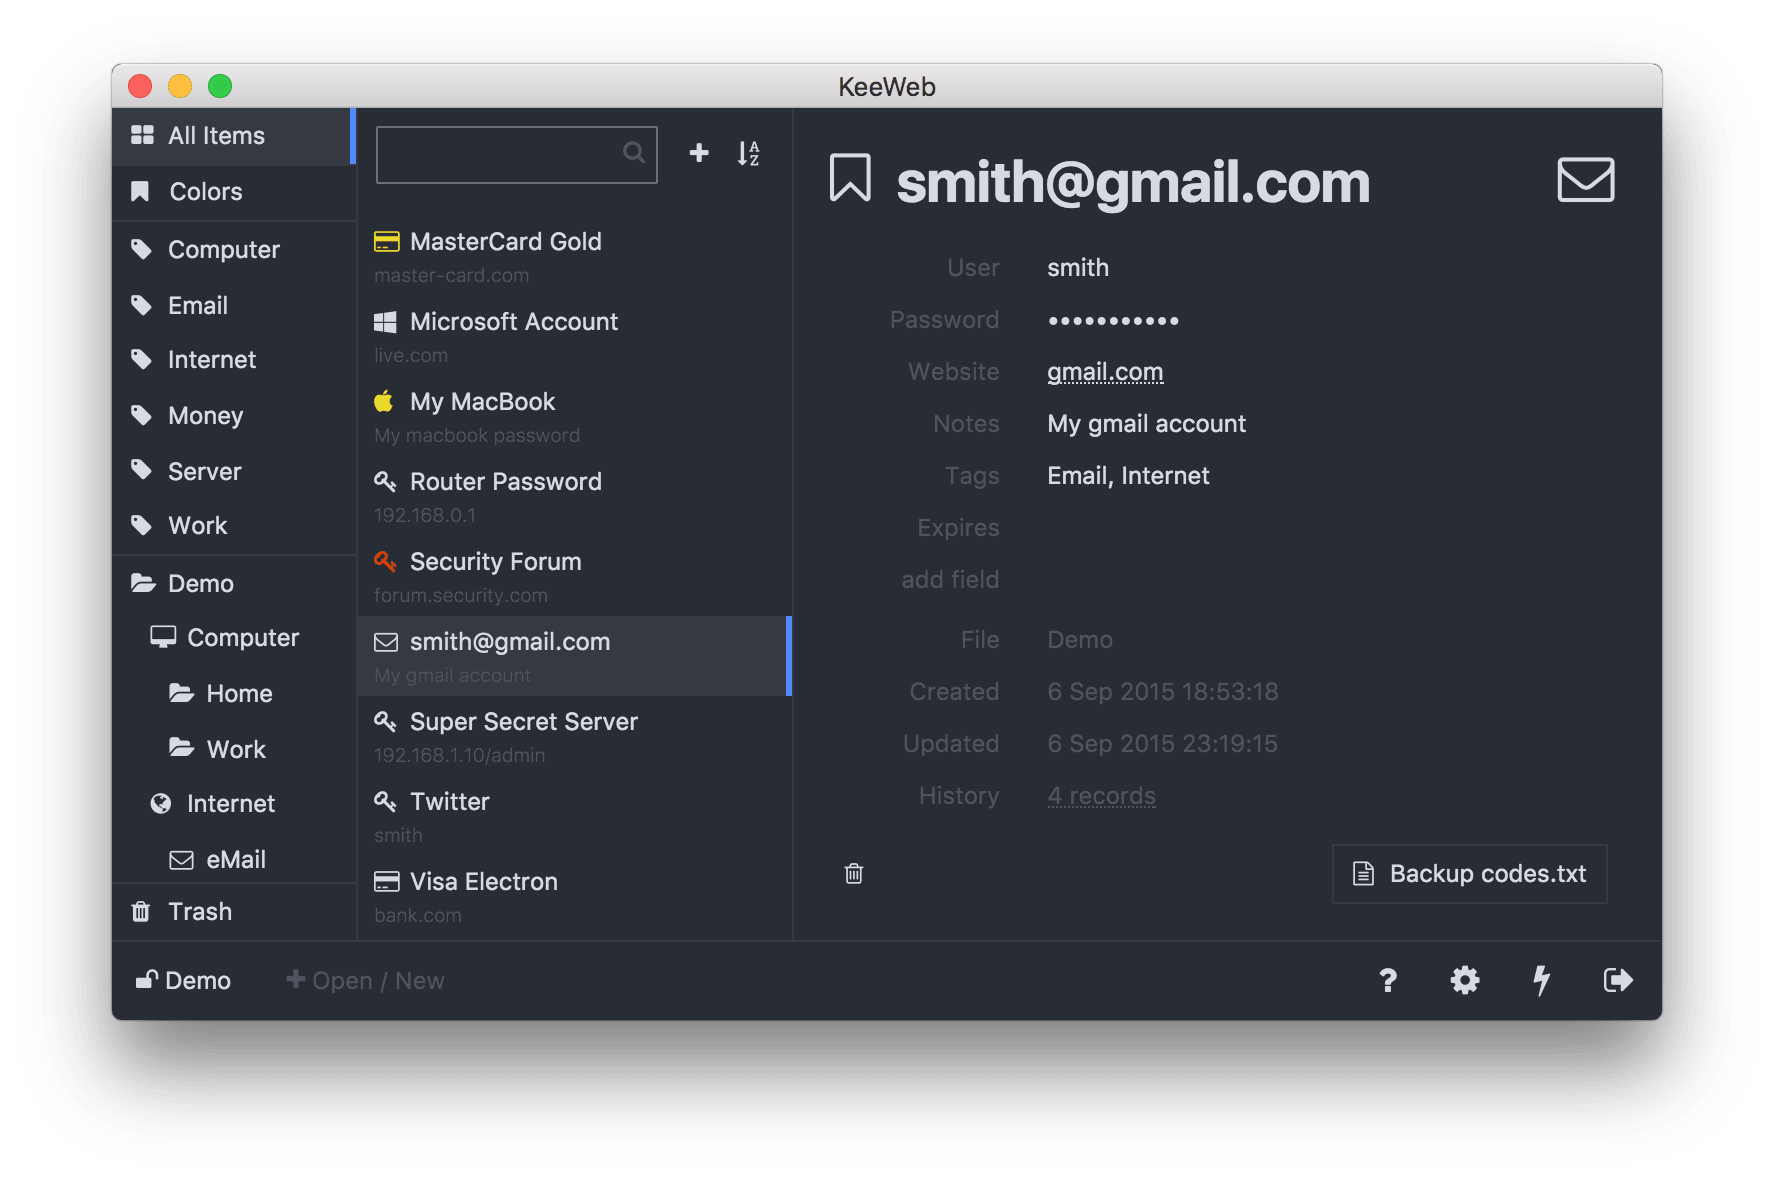 KeeWeb
All Items
Colors
Computer
Email
Internet
Money
Server
Work
Demo
Computer
Home
Work
Internet
eMail
Trash
MasterCard Gold
master-card.com
Microsoft Account
live.com
My MacBook
My macbook password
Router Password
192.168.0.1
Security Forum
forum.security.com
smith@gmail.com
My gmail account
Super Secret Server
192.168.1.10/admin
Twitter
smith
Visa Electron
bank.com
smith@gmail.com
User smith
Password •••••••••••
Website gmail.com
Notes My gmail account
Tags Email, Internet
Expires
add field
File Demo
Created 6 Sep 2015 18:53:18
Updated 6 Sep 2015 23:19:15
History 4 records
Backup codes.txt
Demo
Open / New